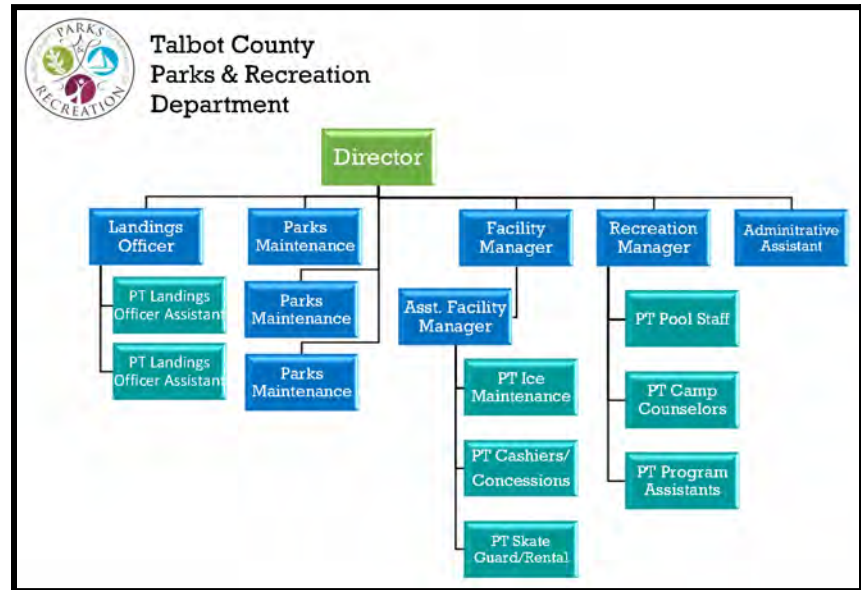 PARKS
&
RECREATION
Talbot County
Parks & Recreation
Department
Director
Landings
Officer
Parks
Maintenance
Facility
Manager
Recreation
Manager
Adminitrative
Assistant
PT Landings
Officer Assistant
Parks
Maintenance
Asst. Facility
Manager
PT Pool Staff
PT Landings
Officer Assistant
Parks
Maintenance
PT Ice
Maintenance
PT Camp
Counselors
PT Cashiers/
Concessions
PT Program
Assistants
PT Skate
Guard/Rental